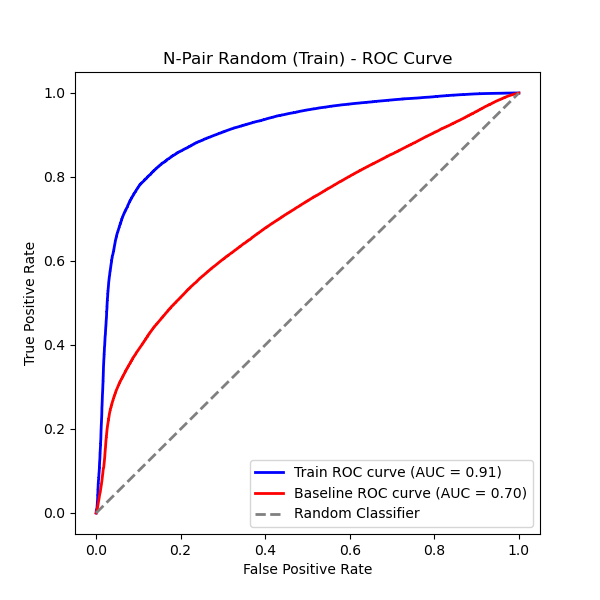 N-Pair Random (Train) - ROC Curve
True Positive Rate
1.0
0.8
0.6
0.4
0.2
0.0
0.0 0.2 0.4 0.6 0.8 1.0
False Positive Rate
Train ROC curve (AUC = 0.91)
Baseline ROC curve (AUC = 0.70)
Random Classifier